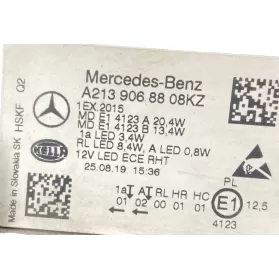 Mercedes-Benz
A213 906 88 08KZ
1EX.2015
MD E1 4123 A 20,4W
MD E1 4123 B 13,4W
1a LED 3,4W
RL LED 8,4W, A LED 0,8W
12V LED ECE RHT
25.08.19 15:36
HELLA
PL
1a A RL HR HC
01 02 00 01 01
E1
12,5
4123
Made in Slovakia SK HSKF Q2